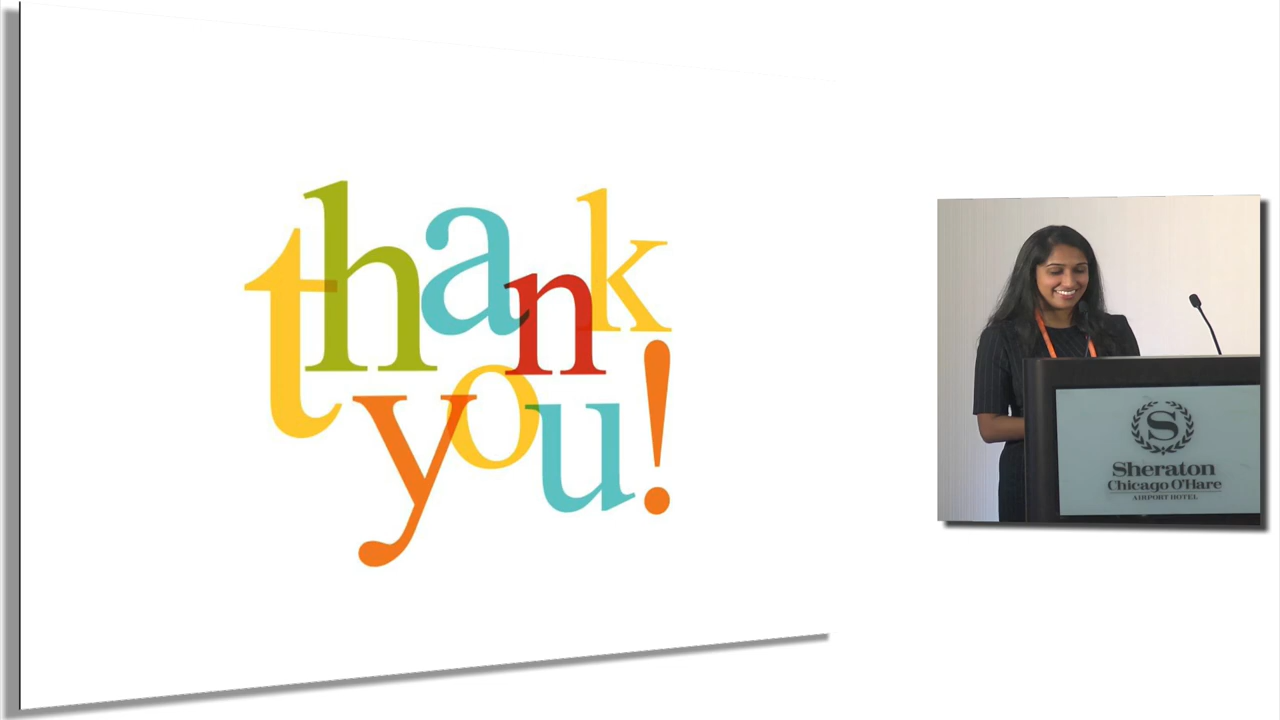 thank
you!
S
Sheraton
Chicago O'Hare
AIRPORT HOTEL